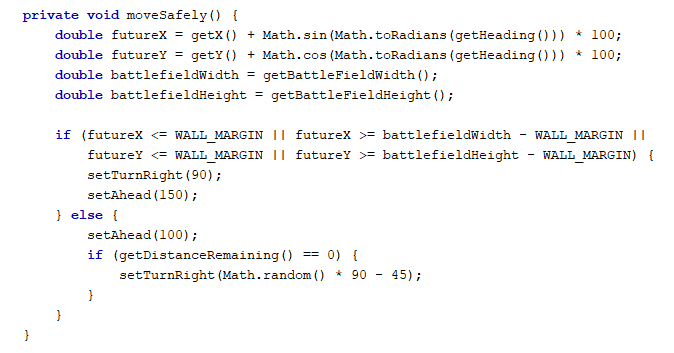 private void moveSafely() {
    double futureX = getX() + Math.sin(Math.toRadians(getHeading())) * 100;
    double futureY = getY() + Math.cos(Math.toRadians(getHeading())) * 100;
    double battlefieldWidth = getBattleFieldWidth();
    double battlefieldHeight = getBattleFieldHeight();

    if (futureX <= WALL_MARGIN || futureX >= battlefieldWidth - WALL_MARGIN ||
        futureY <= WALL_MARGIN || futureY >= battlefieldHeight - WALL_MARGIN) {
        setTurnRight(90);
        setAhead(150);
    } else {
        setAhead(100);
        if (getDistanceRemaining() == 0) {
            setTurnRight(Math.random() * 90 - 45);
        }
    }
}